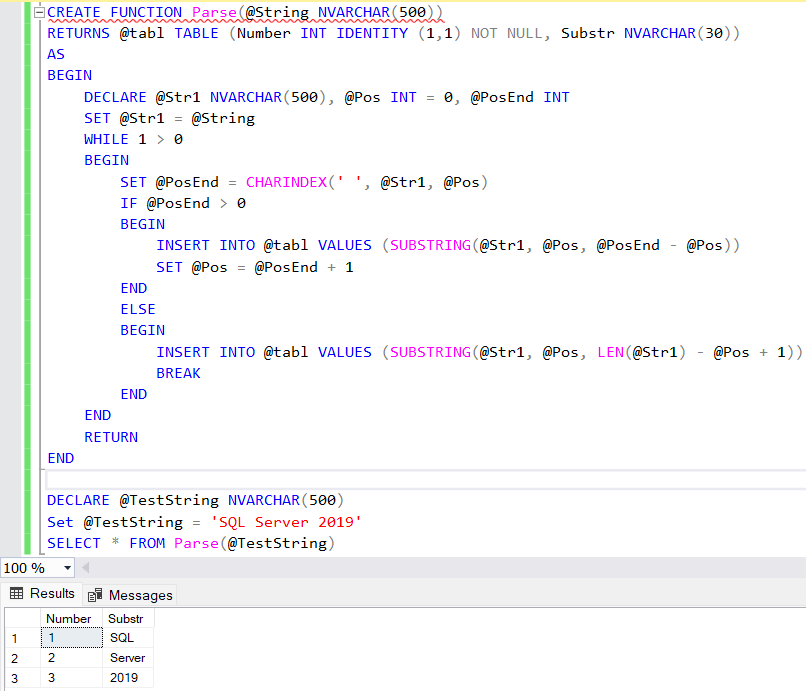 CREATE FUNCTION Parse(@String NVARCHAR(500))
RETURNS @tabl TABLE (Number INT IDENTITY (1,1) NOT NULL, Substr NVARCHAR(30))
AS
BEGIN
    DECLARE @Str1 NVARCHAR(500), @Pos INT = 0, @PosEnd INT
    SET @Str1 = @String
    WHILE 1 > 0
    BEGIN
        SET @PosEnd = CHARINDEX(' ', @Str1, @Pos)
        IF @PosEnd > 0
        BEGIN
            INSERT INTO @tabl VALUES (SUBSTRING(@Str1, @Pos, @PosEnd - @Pos))
            SET @Pos = @PosEnd + 1
        END
        ELSE
        BEGIN
            INSERT INTO @tabl VALUES (SUBSTRING(@Str1, @Pos, LEN(@Str1) - @Pos + 1))
            BREAK
        END
    END
    RETURN
END
DECLARE @TestString NVARCHAR(500)
Set @TestString = 'SQL Server 2019'
SELECT * FROM Parse(@TestString)
100 %
Results Messages
Number Substr
1 1 SQL
2 2 Server
3 3 2019